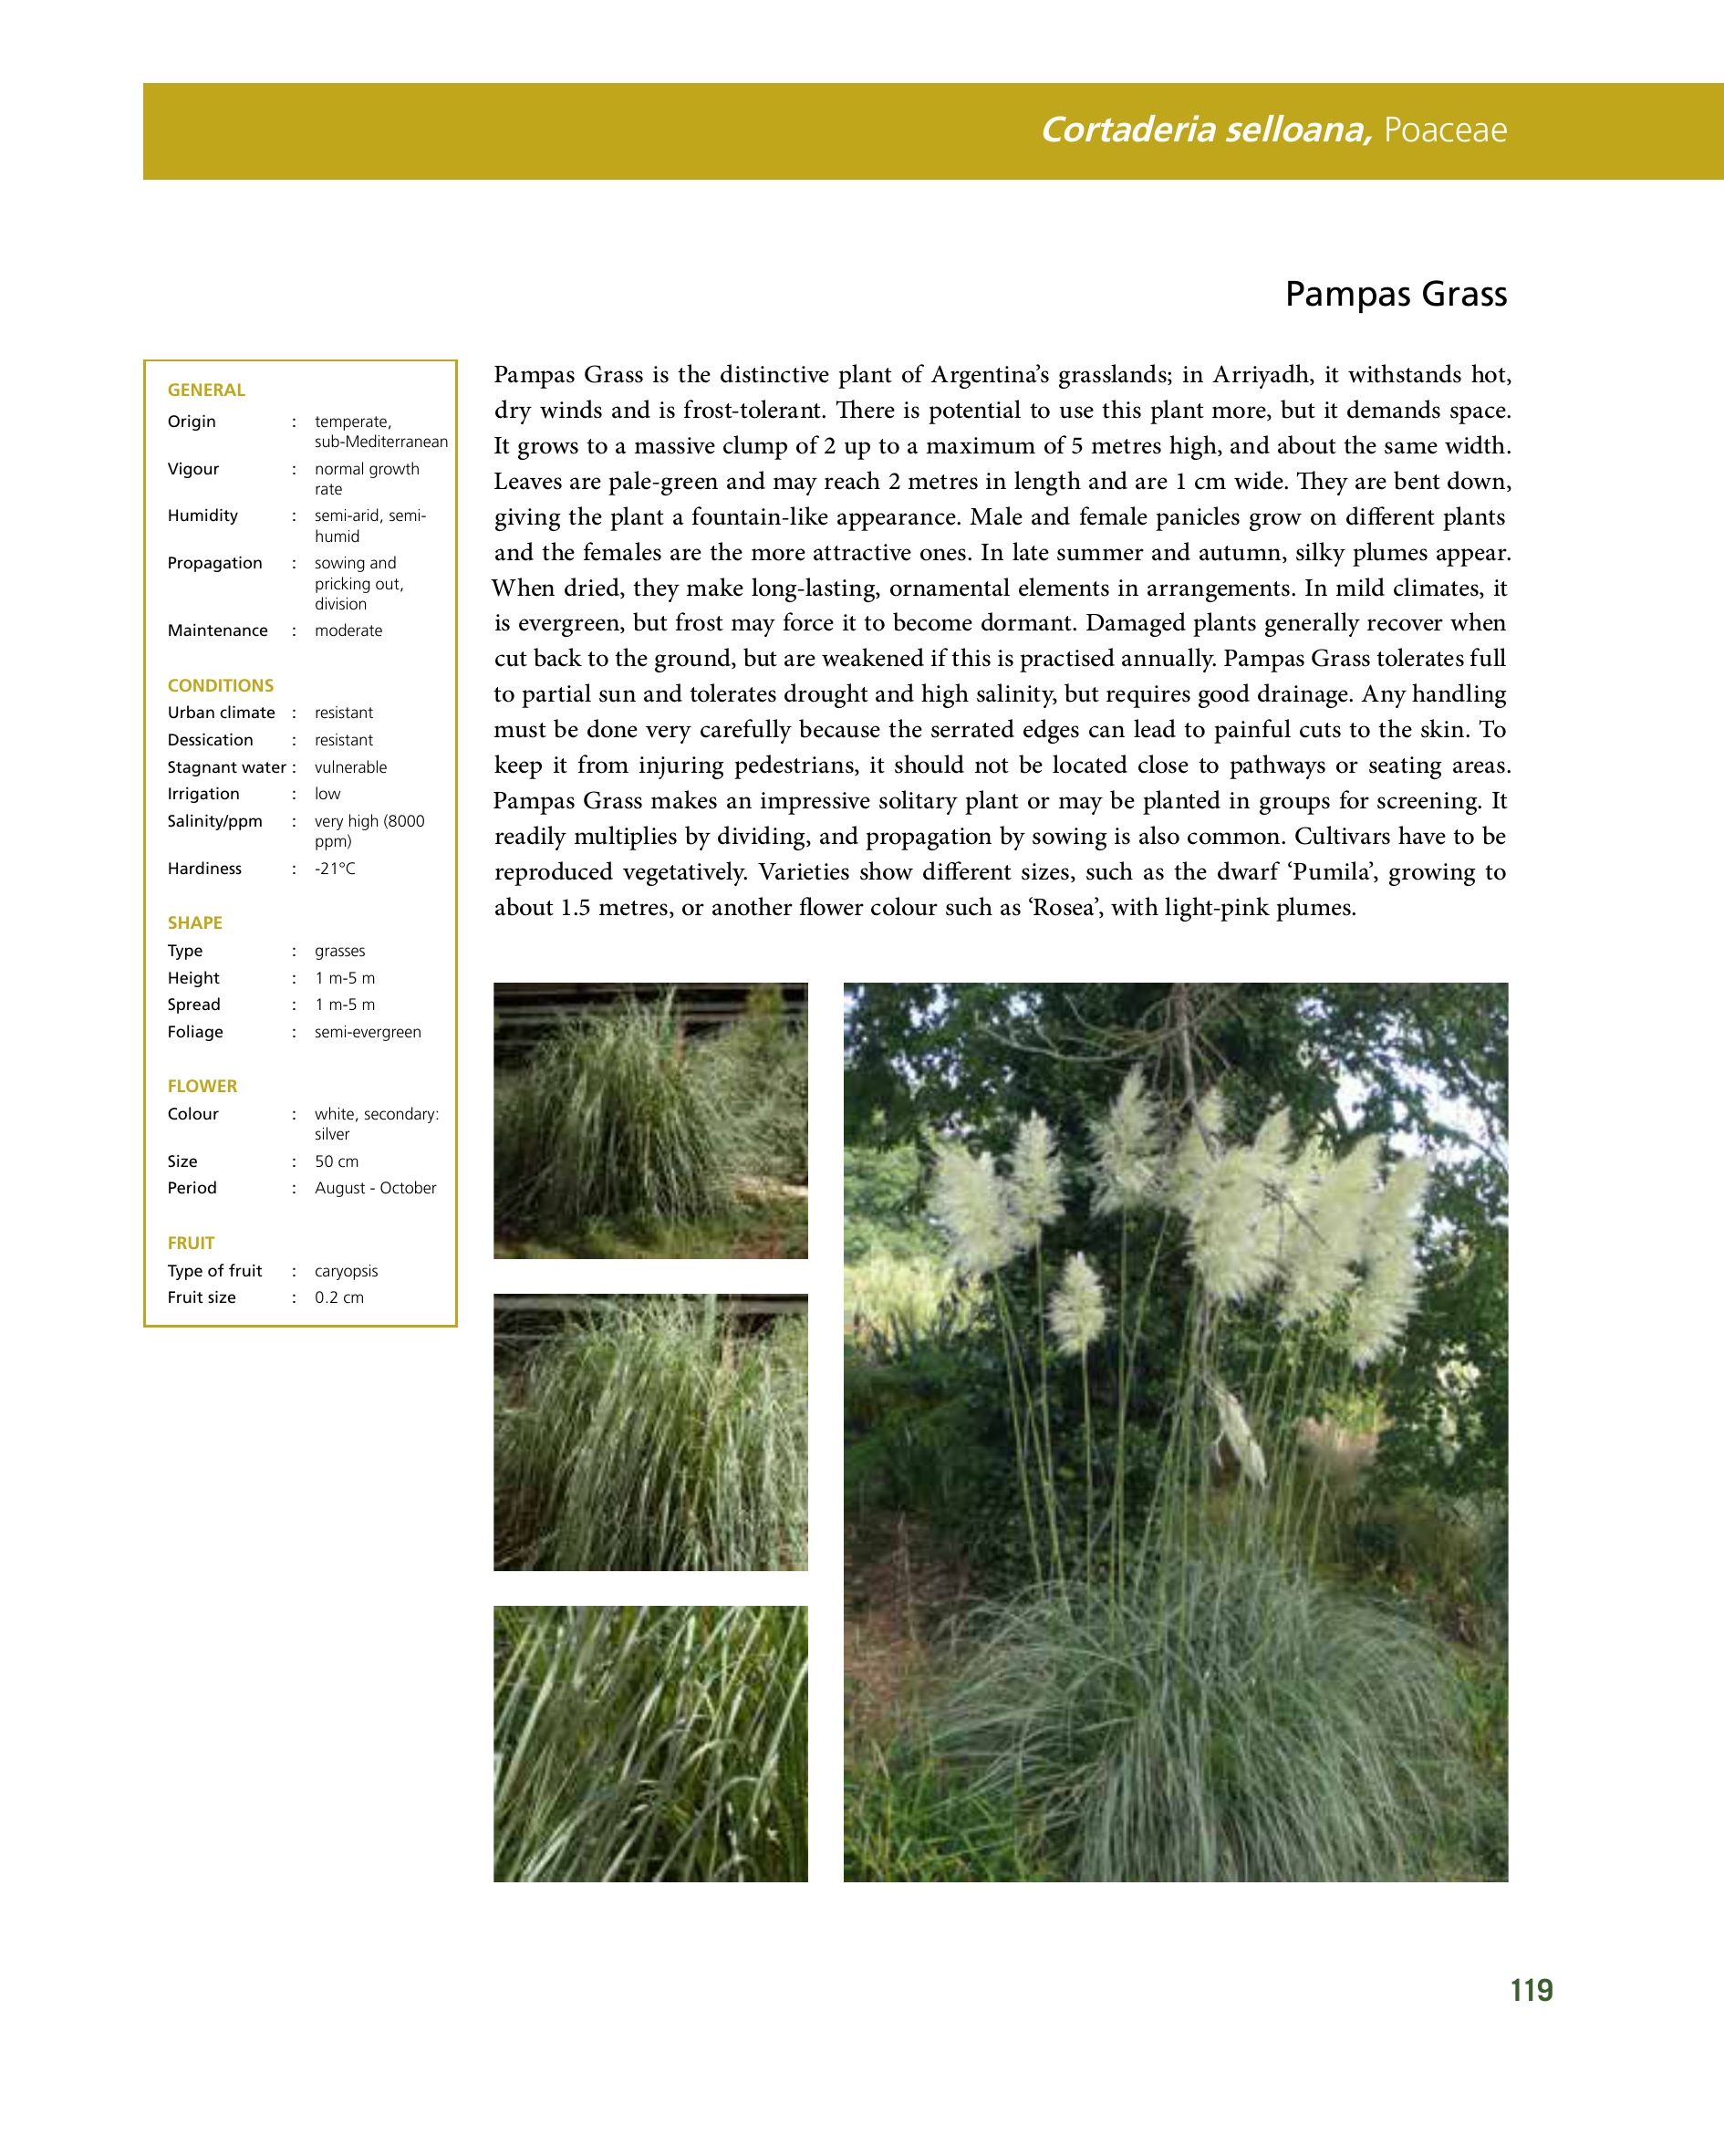 Cortaderia selloana, Poaceae
Pampas Grass
GENERAL
Origin : temperate,
sub-Mediterranean
Vigour : normal growth
rate
Humidity : semi-arid, semi-
humid
Propagation : sowing and
pricking out,
division
Maintenance : moderate
CONDITIONS
Urban climate : resistant
Dessication : resistant
Stagnant water : vulnerable
Irrigation : low
Salinity/ppm : very high (8000
ppm)
Hardiness : -21°C
SHAPE
Type : grasses
Height : 1 m-5 m
Spread : 1 m-5 m
Foliage : semi-evergreen
FLOWER
Colour : white, secondary:
silver
Size : 50 cm
Period : August - October
FRUIT
Type of fruit : caryopsis
Fruit size : 0.2 cm
Pampas Grass is the distinctive plant of Argentina’s grasslands; in Arriyadh, it withstands hot,
dry winds and is frost-tolerant. There is potential to use this plant more, but it demands space.
It grows to a massive clump of 2 up to a maximum of 5 metres high, and about the same width.
Leaves are pale-green and may reach 2 metres in length and are 1 cm wide. They are bent down,
giving the plant a fountain-like appearance. Male and female panicles grow on different plants
and the females are the more attractive ones. In late summer and autumn, silky plumes appear.
When dried, they make long-lasting, ornamental elements in arrangements. In mild climates, it
is evergreen, but frost may force it to become dormant. Damaged plants generally recover when
cut back to the ground, but are weakened if this is practised annually. Pampas Grass tolerates full
to partial sun and tolerates drought and high salinity, but requires good drainage. Any handling
must be done very carefully because the serrated edges can lead to painful cuts to the skin. To
keep it from injuring pedestrians, it should not be located close to pathways or seating areas.
Pampas Grass makes an impressive solitary plant or may be planted in groups for screening. It
readily multiplies by dividing, and propagation by sowing is also common. Cultivars have to be
reproduced vegetatively. Varieties show different sizes, such as the dwarf ‘Pumila’, growing to
about 1.5 metres, or another flower colour such as ‘Rosea’, with light-pink plumes.
119